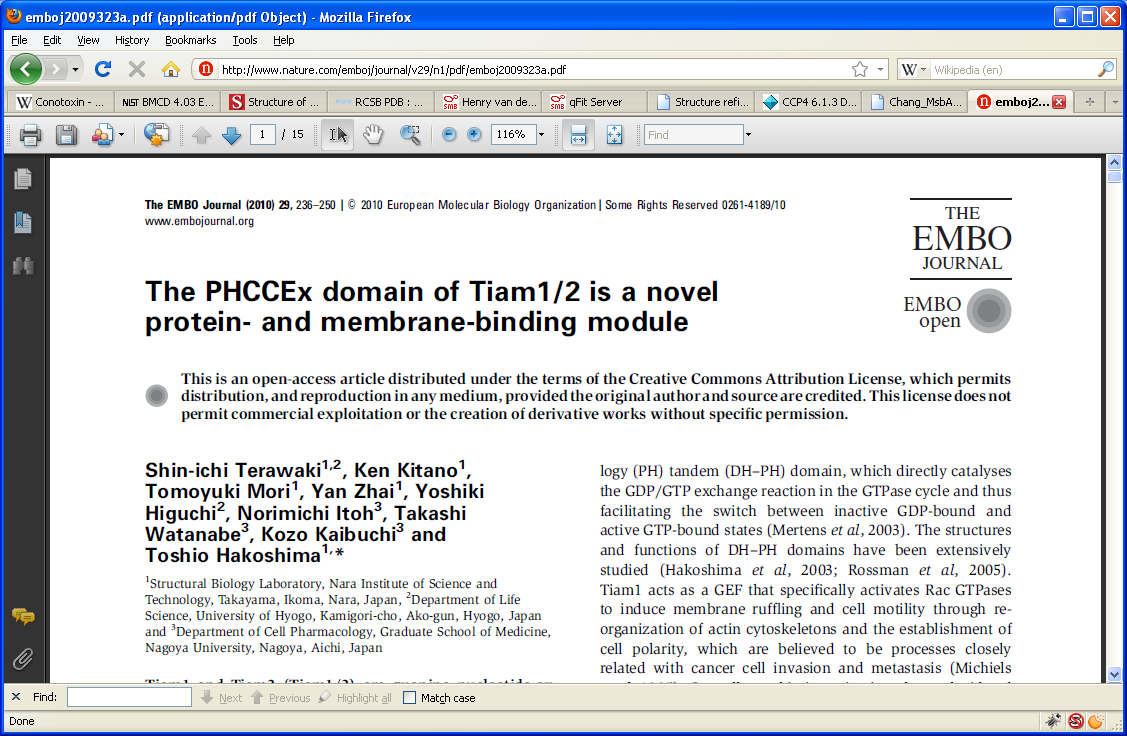 emboj2009323a.pdf (application/pdf Object) - Mozilla Firefox
File Edit View History Bookmarks Tools Help
http://www.nature.com/emboj/journal/v29/n1/pdf/emboj2009323a.pdf
Wikipedia (en)
Conotoxin - ... NIST BMCD 4.03 E... Structure of ... RCSB PDB : ... Henry van de... qFit Server Structure refi... CCP4 6.1.3 D... Chang_MsbA... emboj2...
1 / 15 116% Find
The EMBO Journal (2010) 29, 236–250 | © 2010 European Molecular Biology Organization | Some Rights Reserved 0261-4189/10
www.embojournal.org
THE
EMBO
JOURNAL
EMBO
open
The PHCCEx domain of Tiam1/2 is a novel
protein- and membrane-binding module
This is an open-access article distributed under the terms of the Creative Commons Attribution License, which permits
distribution, and reproduction in any medium, provided the original author and source are credited. This license does not
permit commercial exploitation or the creation of derivative works without specific permission.
Shin-ichi Terawaki1,2, Ken Kitano1,
Tomoyuki Mori1, Yan Zhai1, Yoshiki
Higuchi2, Norimichi Itoh3, Takashi
Watanabe3, Kozo Kaibuchi3 and
Toshio Hakoshima1,*
1Structural Biology Laboratory, Nara Institute of Science and
Technology, Takayama, Ikoma, Nara, Japan, 2Department of Life
Science, University of Hyogo, Kamigori-cho, Ako-gun, Hyogo, Japan
and 3Department of Cell Pharmacology, Graduate School of Medicine,
Nagoya University, Nagoya, Aichi, Japan
logy (PH) tandem (DH–PH) domain, which directly catalyses
the GDP/GTP exchange reaction in the GTPase cycle and thus
facilitating the switch between inactive GDP-bound and
active GTP-bound states (Mertens et al, 2003). The structures
and functions of DH–PH domains have been extensively
studied (Hakoshima et al, 2003; Rossman et al, 2005).
Tiam1 acts as a GEF that specifically activates Rac GTPases
to induce membrane ruffling and cell motility through re-
organization of actin cytoskeletons and the establishment of
cell polarity, which are believed to be processes closely
related with cancer cell invasion and metastasis (Michiels
Find: Next Previous Highlight all Match case
Done